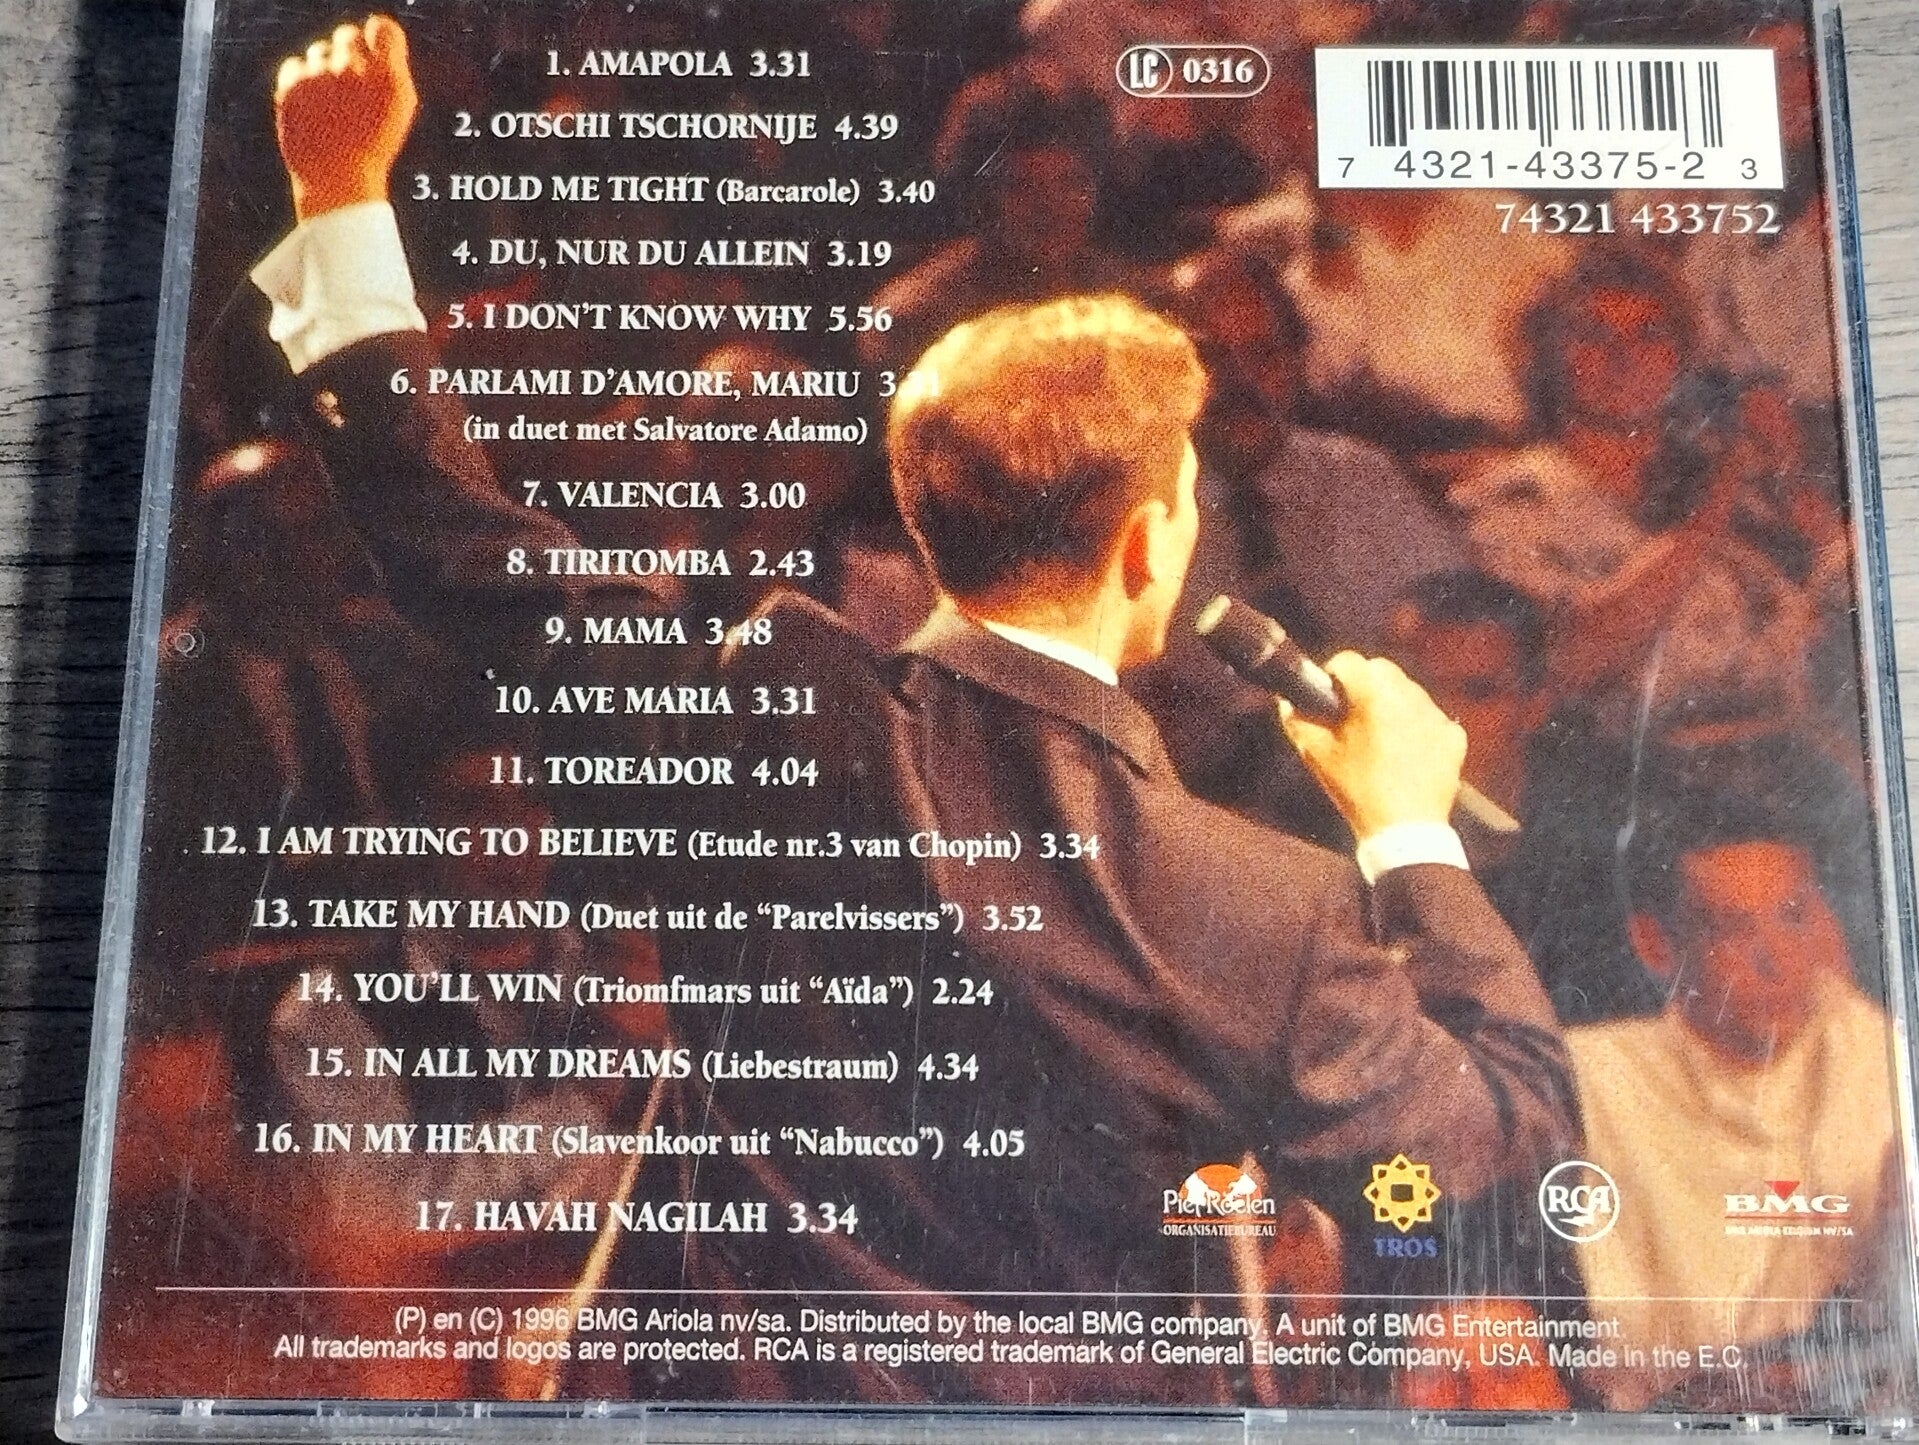 1. AMAPOLA 3.31
2. OTSCHI TSCHORNIJE 4.39
3. HOLD ME TIGHT (Barcarole) 3.40
4. DU, NUR DU ALLEIN 3.19
5. I DON'T KNOW WHY 5.56
6. PARLAMI D'AMORE, MARIU
(in duet met Salvatore Adamo)
7. VALENCIA 3.00
8. TIRITOMBA 2.43
9. MAMA 3.48
10. AVE MARIA 3.31
11. TOREADOR 4.04
12. I AM TRYING TO BELIEVE (Etude nr.3 van Chopin) 3.34
13. TAKE MY HAND (Duet uit de “Parelvissers”) 3.52
14. YOU'LL WIN (Triomfmars uit “Aïda”) 2.24
15. IN ALL MY DREAMS (Liebestraum) 4.34
16. IN MY HEART (Slavenkoor uit “Nabucco”) 4.05
17. HAVAH NAGILAH 3.34
LC 0316
7 4321-43375-2 3
74321 433752
Piet Roelen
ORGANISATIEBUREAU
TROS
RCA
BMG
BMG ARIOLA BELGIUM NV/SA
(P) en (C) 1996 BMG Ariola nv/sa. Distributed by the local BMG company. A unit of BMG Entertainment.
All trademarks and logos are protected. RCA is a registered trademark of General Electric Company, USA. Made in the E.C.